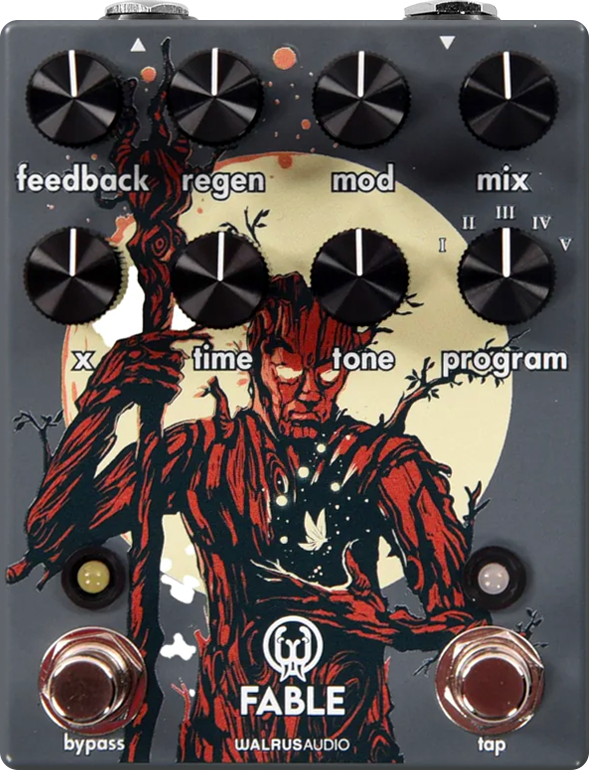 feedback regen mod mix
I II III IV V
x time tone program
FABLE
WALRUSAUDIO
bypass tap